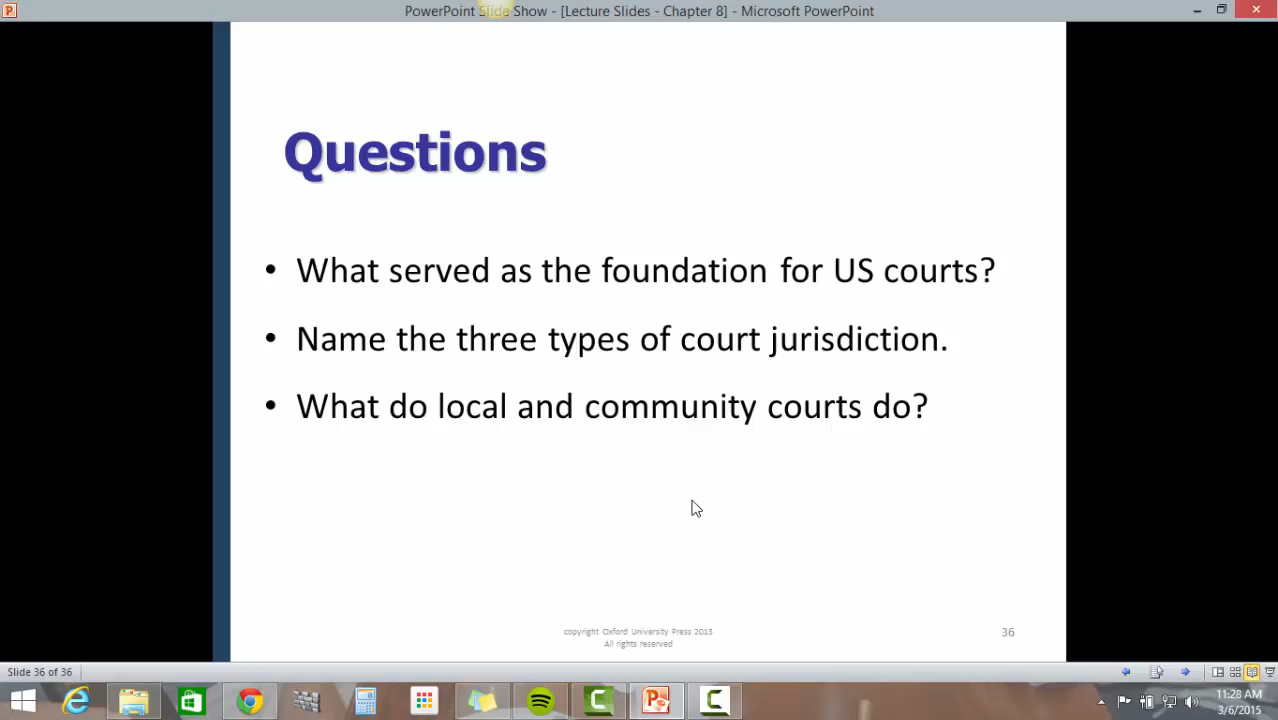 PowerPoint Slide Show - [Lecture Slides - Chapter 8] - Microsoft PowerPoint
Questions
• What served as the foundation for US courts?
• Name the three types of court jurisdiction.
• What do local and community courts do?
copyright Oxford University Press 2013
All rights reserved
36
Slide 36 of 36
11:28 AM
3/6/2015